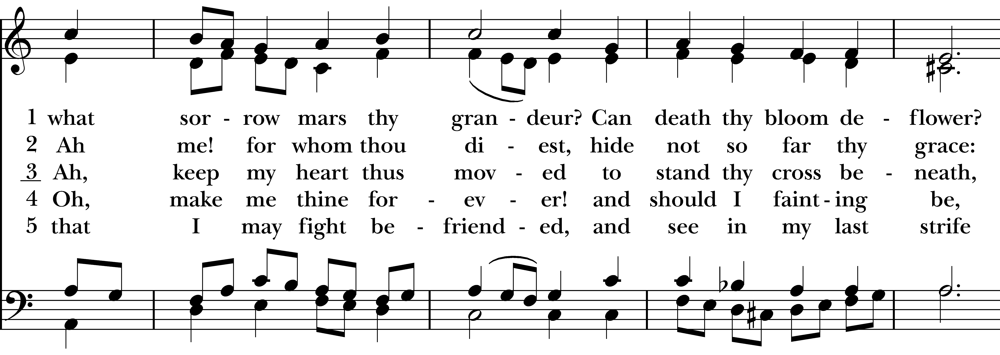 1 what sor - row mars thy gran - deur? Can death thy bloom de - flower?
2 Ah me! for whom thou di - est, hide not so far thy grace:
3 Ah, keep my heart thus mov - ed to stand thy cross be - neath,
4 Oh, make me thine for - ev - er! and should I faint - ing be,
5 that I may fight be - friend - ed, and see in my last strife